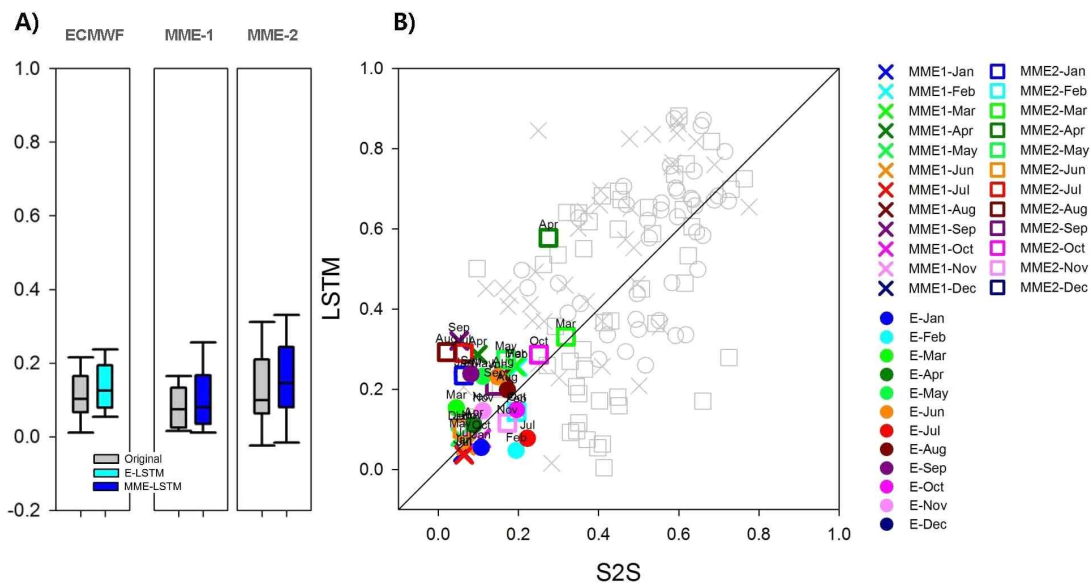 A)
B)
ECMWF
MME-1
MME-2
1.0
0.8
0.6
0.4
0.2
0.0
-0.2
Original
E-LSTM
MME-LSTM
LSTM
1.0
0.8
0.6
0.4
0.2
0.0
Apr
Mar
Sep
Apr
Oct
May
Aug
Sep
Aug
Mar
Nov
Nov
Apr
Oct
Jul
Feb
0.0
0.2
0.4
0.6
0.8
1.0
S2S
MME1-Jan
MME1-Feb
MME1-Mar
MME1-Apr
MME1-May
MME1-Jun
MME1-Jul
MME1-Aug
MME1-Sep
MME1-Oct
MME1-Nov
MME1-Dec
MME2-Jan
MME2-Feb
MME2-Mar
MME2-Apr
MME2-May
MME2-Jun
MME2-Jul
MME2-Aug
MME2-Sep
MME2-Oct
MME2-Nov
MME2-Dec
E-Jan
E-Feb
E-Mar
E-Apr
E-May
E-Jun
E-Jul
E-Aug
E-Sep
E-Oct
E-Nov
E-Dec